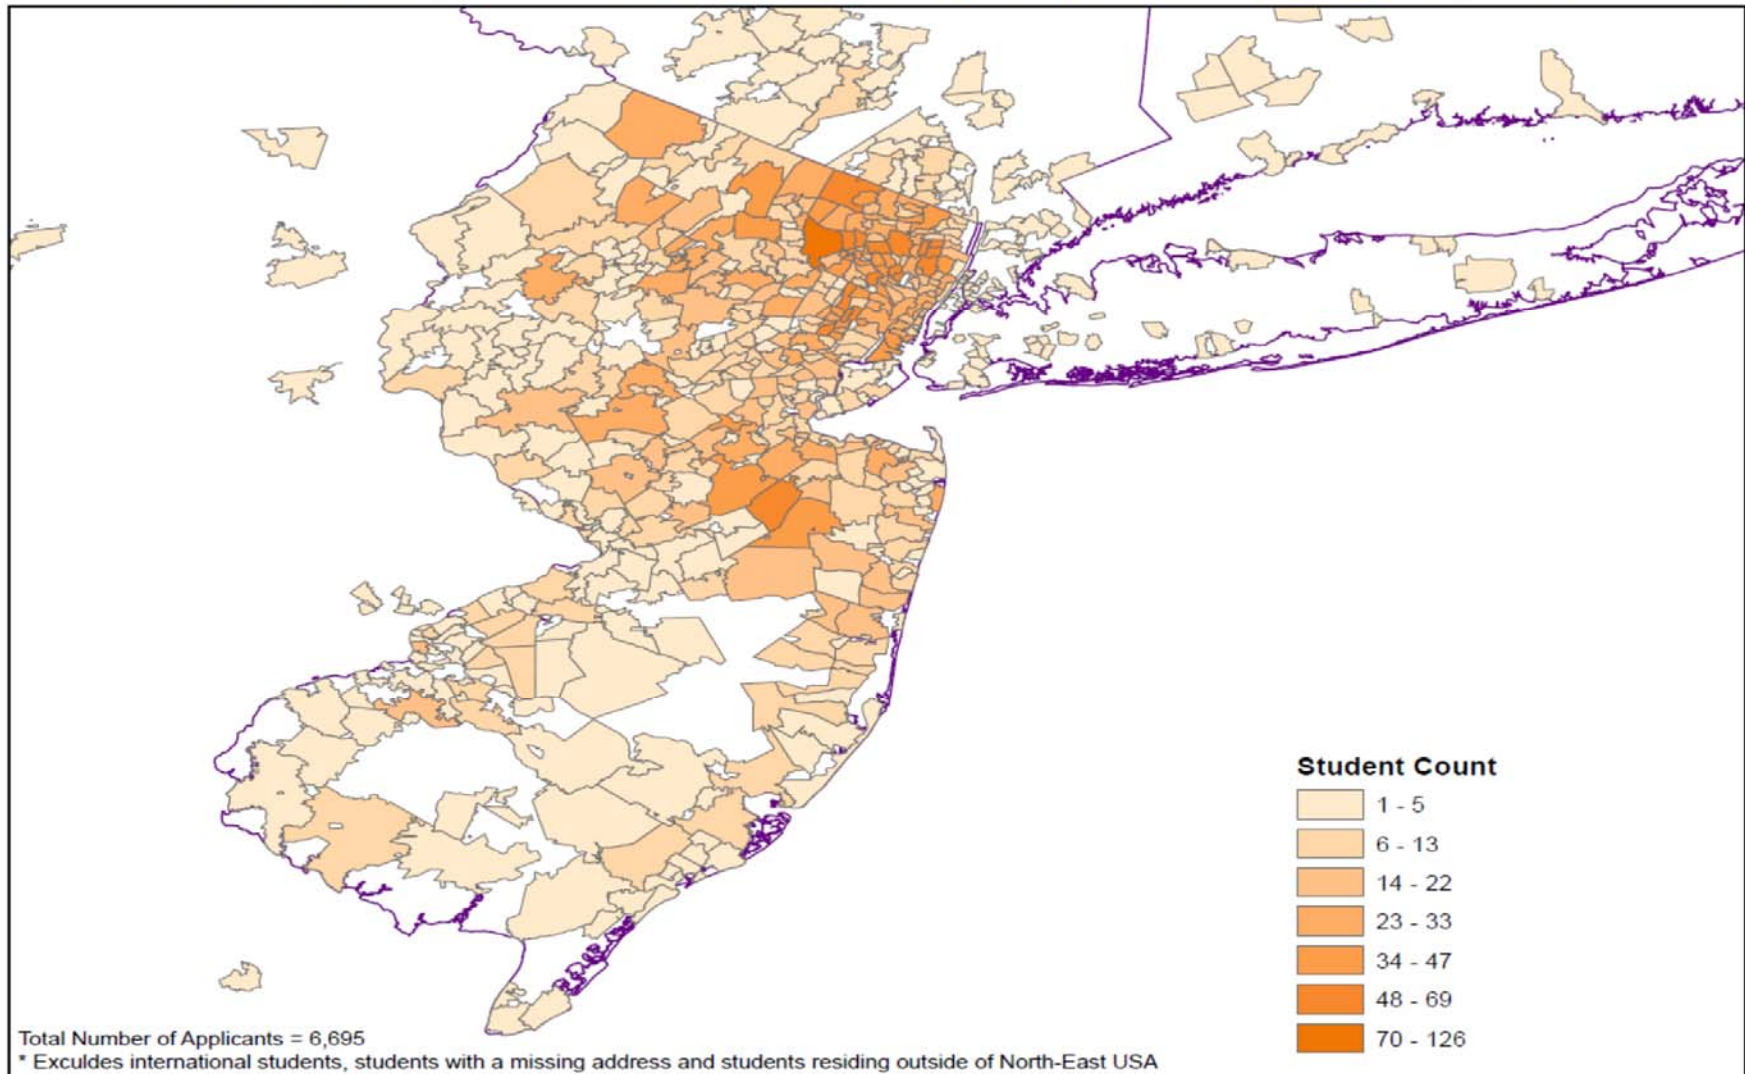 Student Count
1 - 5
6 - 13
14 - 22
23 - 33
34 - 47
48 - 69
70 - 126
Total Number of Applicants = 6,695
* Exculdes international students, students with a missing address and students residing outside of North-East USA